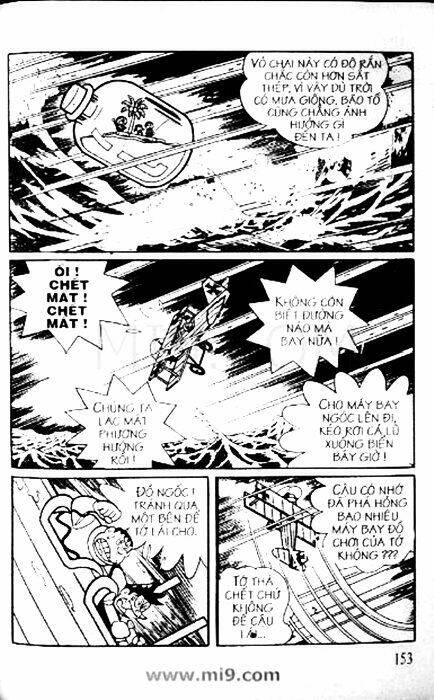 VỎ CHAI NÀY CÓ ĐỘ RẮN
CHẮC CÒN HƠN SẮT
THÉP, VÌ VẬY DÙ TRỜI
CÓ MƯA GIÔNG, BÃO TỐ
CŨNG CHẲNG ẢNH
HƯỞNG GÌ
ĐẾN TA !
ÔI !
CHẾT
MẤT !
CHẾT
MẤT !
KHÔNG CÒN
BIẾT ĐƯỜNG
NÀO MÀ
BAY NỮA !
CHÚNG TA
LẠC MẤT
PHƯƠNG
HƯỚNG
RỒI !
CHO MÁY BAY
NGÓC LÊN ĐI,
KẺO RƠI CẢ LŨ
XUỐNG BIỂN
BÂY GIỜ !
ĐỒ NGỐC !
TRÁNH QUA
MỘT BÊN ĐỂ
TỚ LÁI CHO.
CẬU CÓ NHỚ
ĐÃ PHÁ HỎNG
BAO NHIÊU
MÁY BAY ĐỒ
CHƠI CỦA TỚ
KHÔNG ???
TỚ THÀ
CHẾT CHỨ
KHÔNG
ĐỂ CẬU
LÁI...
153
www.mi9.com